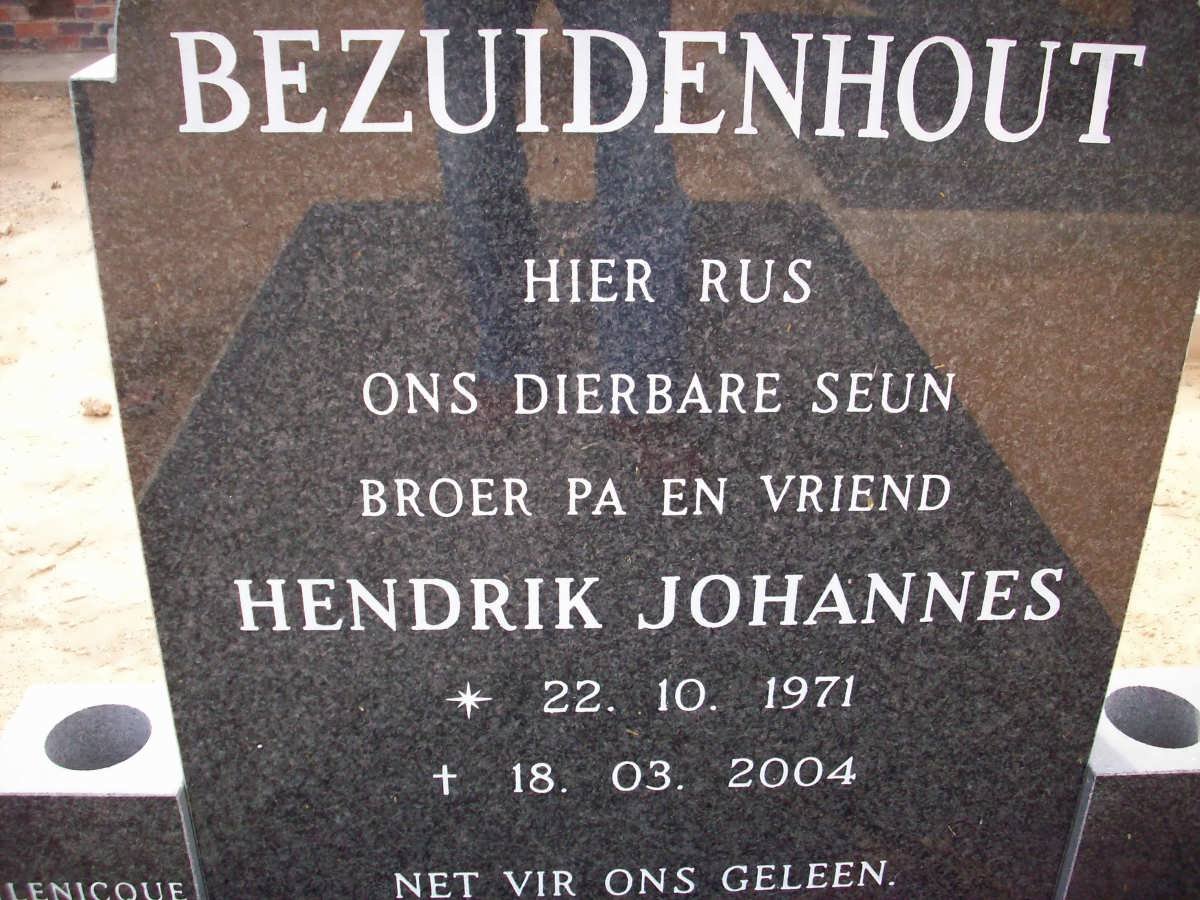 BEZUIDENHOUT
HIER RUS
ONS DIERBARE SEUN
BROER PA EN VRIEND
HENDRIK JOHANNES
* 22. 10. 1971
† 18. 03. 2004
NET VIR ONS GELEEN.